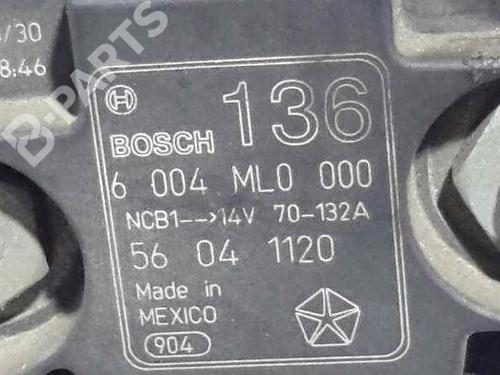 /30
8:46
B-PARTS
136
BOSCH
6 004 ML0 000
NCB1-->14V 70-132A
56 04 1120
Made in
MEXICO
904